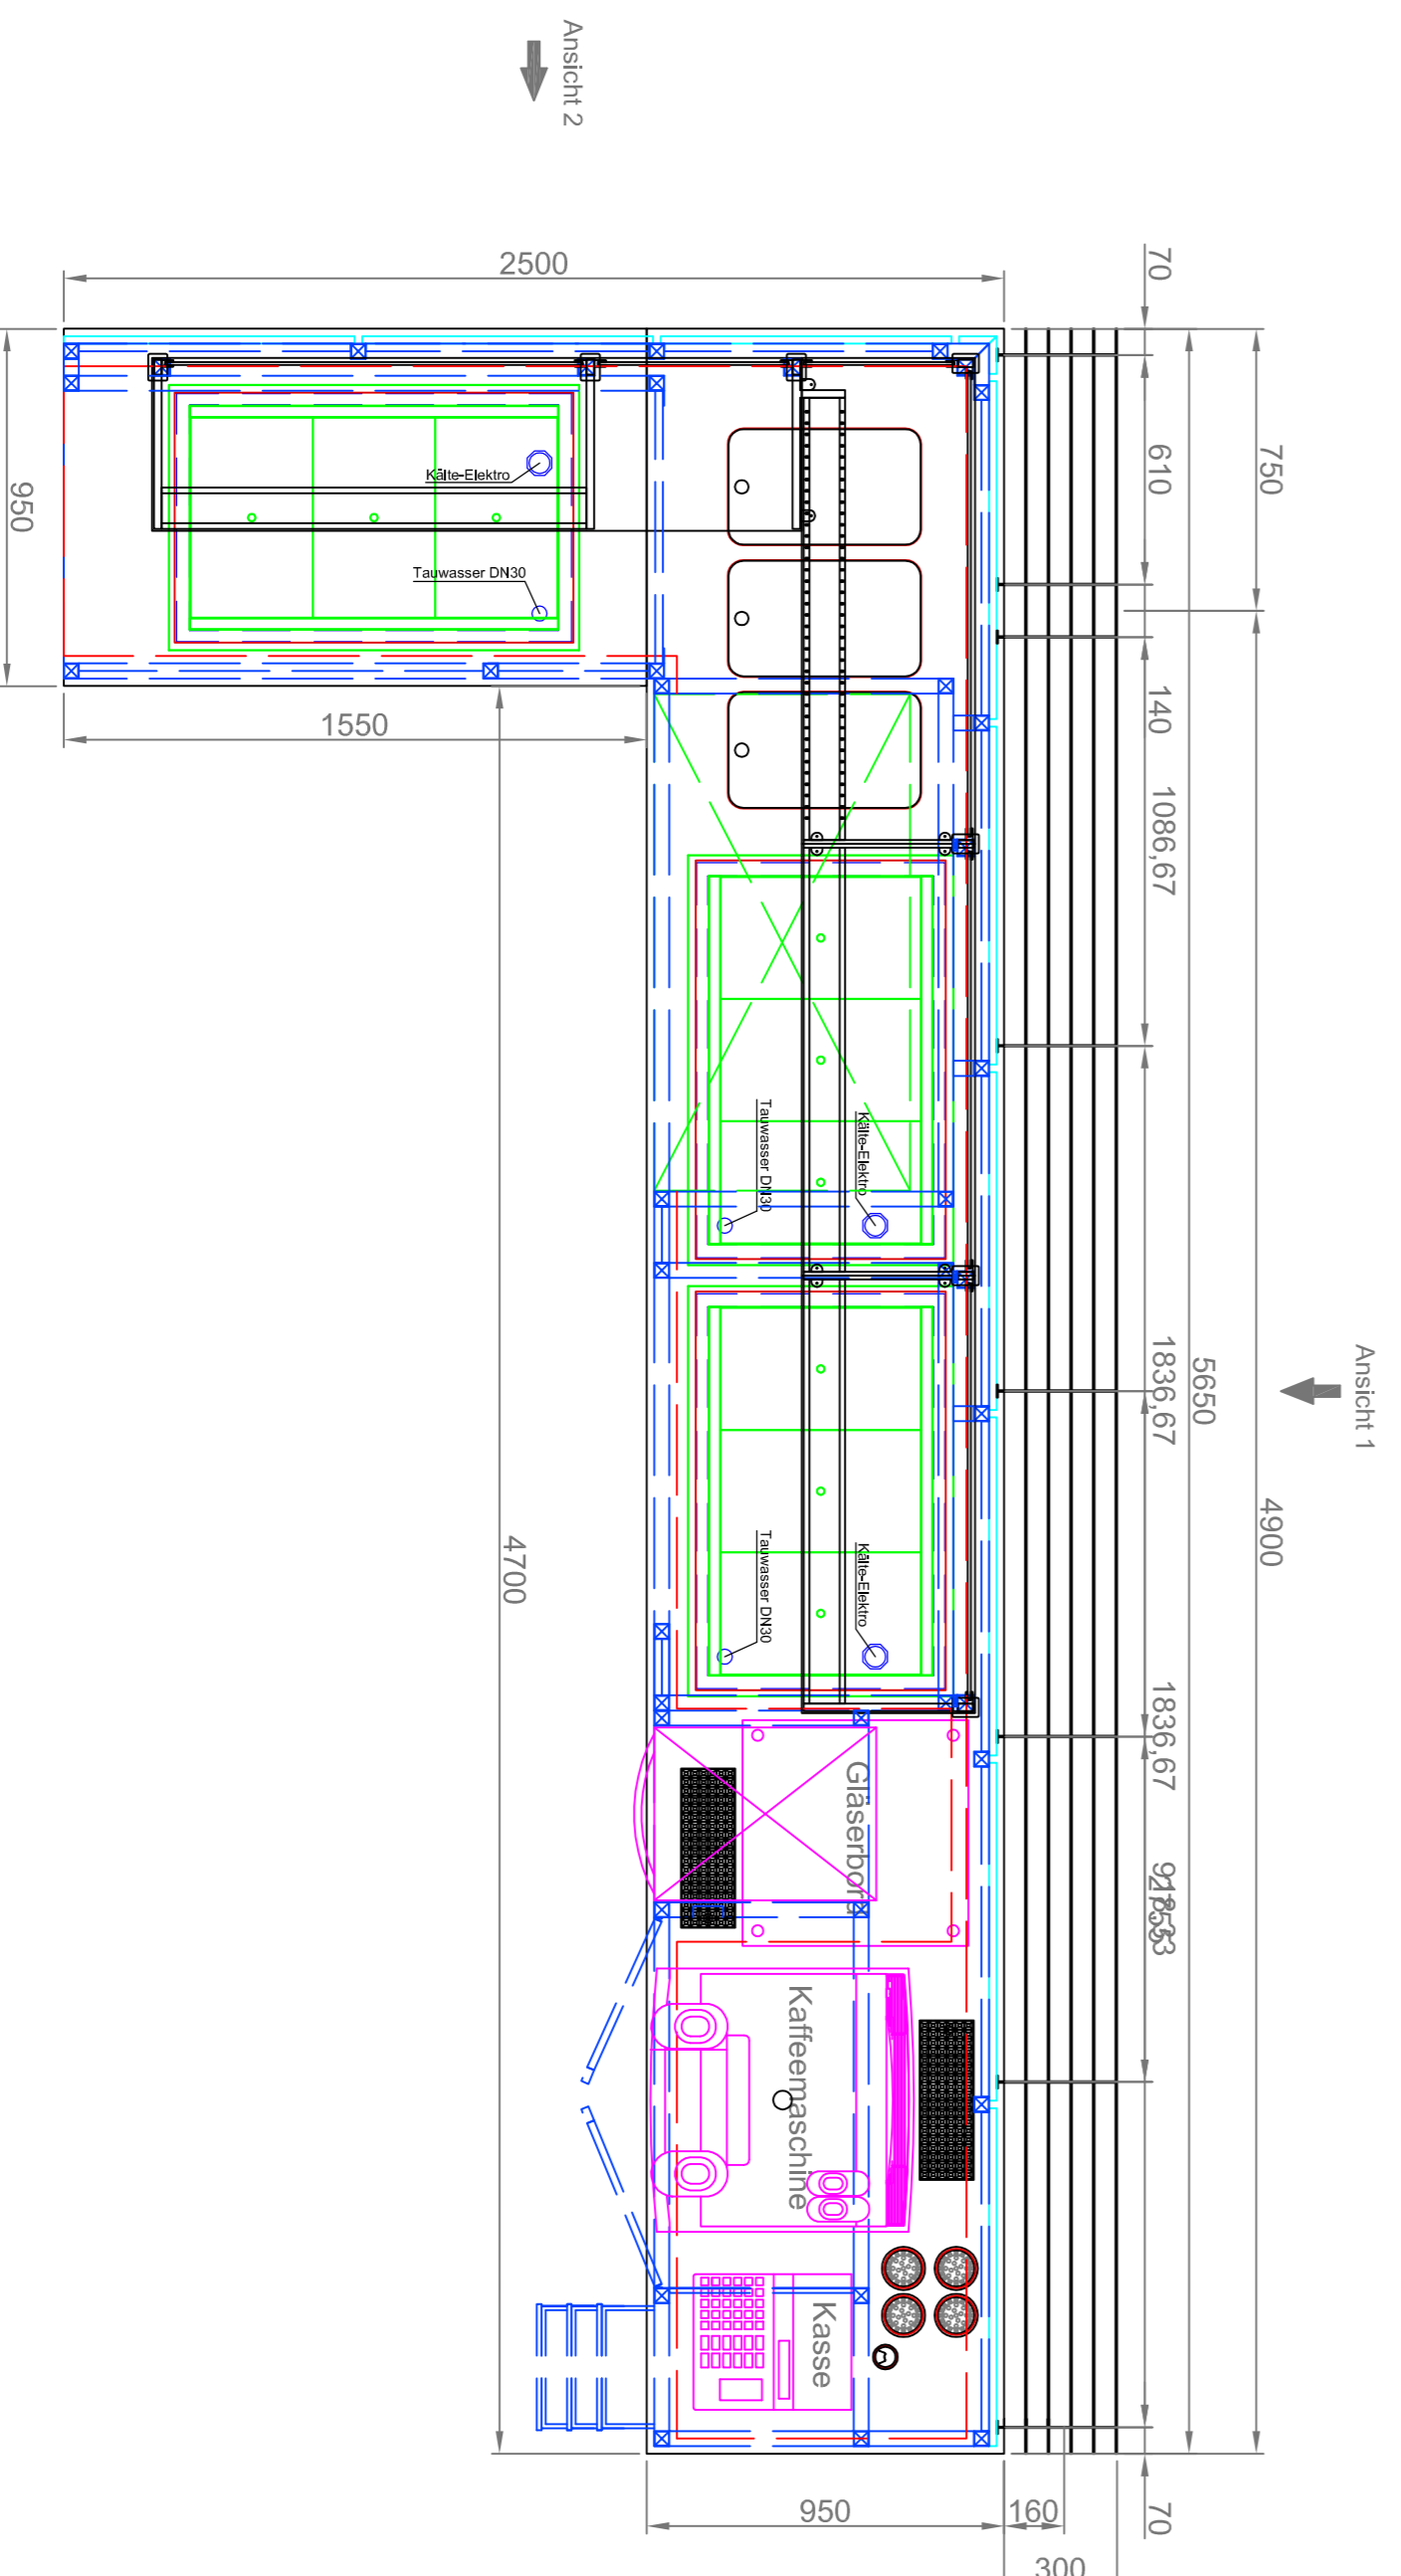 Ansicht 2
2500
70
950
Kälte-Elektro
Tauwasser DN30
1550
750
610
140
1086,67
Kälte-Elektro
Tauwasser DN30
Ansicht 1
5650
1836,67
4900
4700
Kälte-Elektro
Tauwasser DN30
1836,67
Gläserbord
Kaffeemaschine
Kasse
950
160
70
300